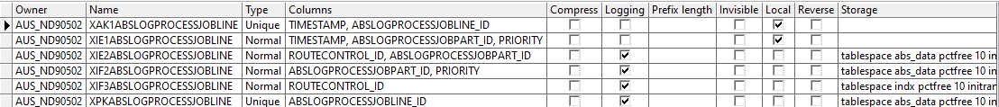 Owner Name Type Columns Compress Logging Prefix length Invisible Local Reverse Storage
AUS_ND90502 XAK1ABSLOGPROCESSJOBLINE Unique TIMESTAMP, ABSLOGPROCESSJOBLINE_ID
AUS_ND90502 XIE1ABSLOGPROCESSJOBLINE Normal TIMESTAMP, ABSLOGPROCESSJOBPART_ID, PRIORITY
AUS_ND90502 XIE2ABSLOGPROCESSJOBLINE Normal ROUTECONTROL_ID, ABSLOGPROCESSJOBPART_ID tablespace abs_data pctfree 10 in
AUS_ND90502 XIF2ABSLOGPROCESSJOBLINE Normal ABSLOGPROCESSJOBPART_ID, PRIORITY tablespace abs_data pctfree 10 in
AUS_ND90502 XIF3ABSLOGPROCESSJOBLINE Normal ROUTECONTROL_ID tablespace indx pctfree 10 initran
AUS_ND90502 XPKABSLOGPROCESSJOBLINE Unique ABSLOGPROCESSJOBLINE_ID tablespace abs_data pctfree 10 in